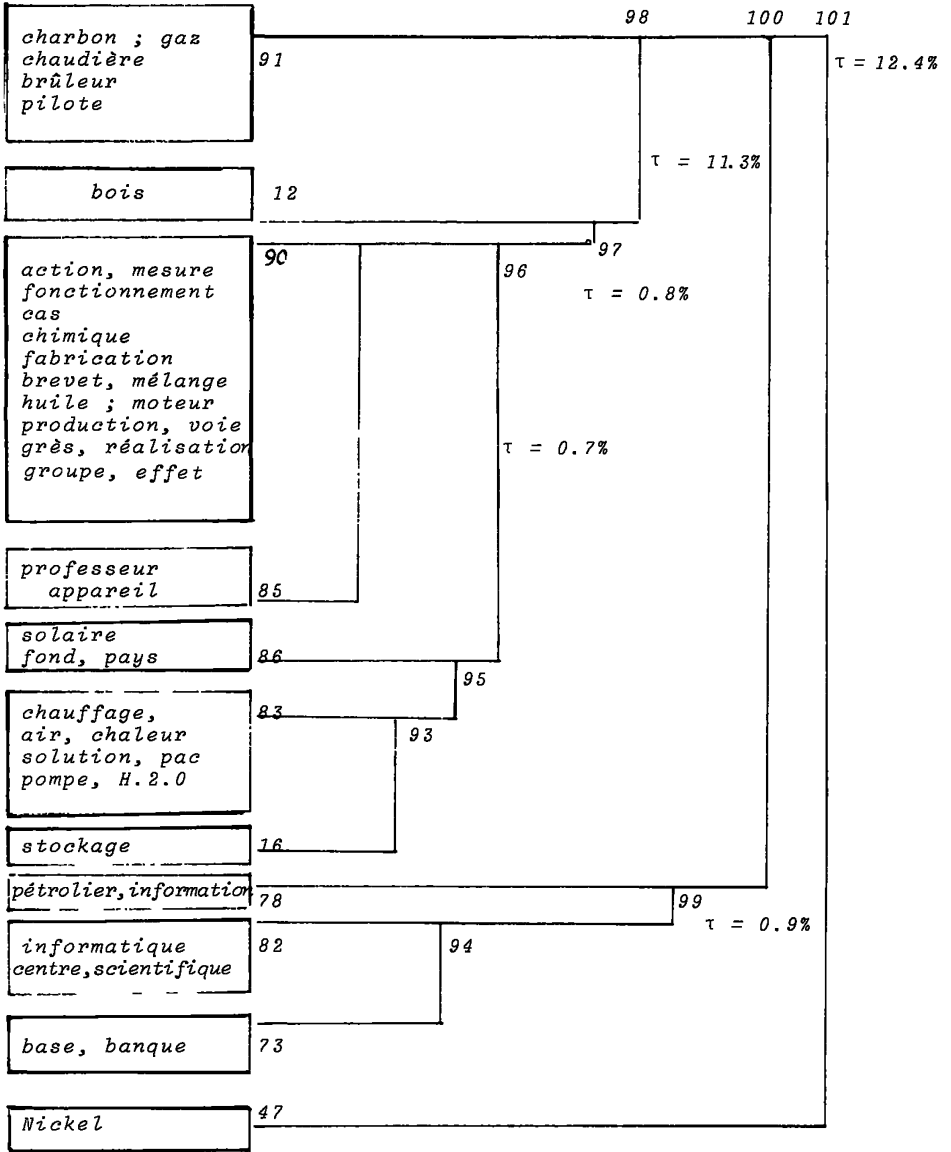 98 100 101
charbon ; gaz
chaudière
brûleur
pilote
91
τ = 12.4%
τ = 11.3%
bois
12
97
90
96
τ = 0.8%
action, mesure
fonctionnement
cas
chimique
fabrication
brevet, mélange
huile ; moteur
production, voie
grès, réalisation
groupe, effet
τ = 0.7%
professeur
appareil
85
solaire
fond, pays
86
95
chauffage,
air, chaleur
solution, pac
pompe, H.2.0
83
93
stockage
16
pétrolier,information
78
99
τ = 0.9%
informatique
centre,scientifique
82
94
base, banque
73
Nickel
47